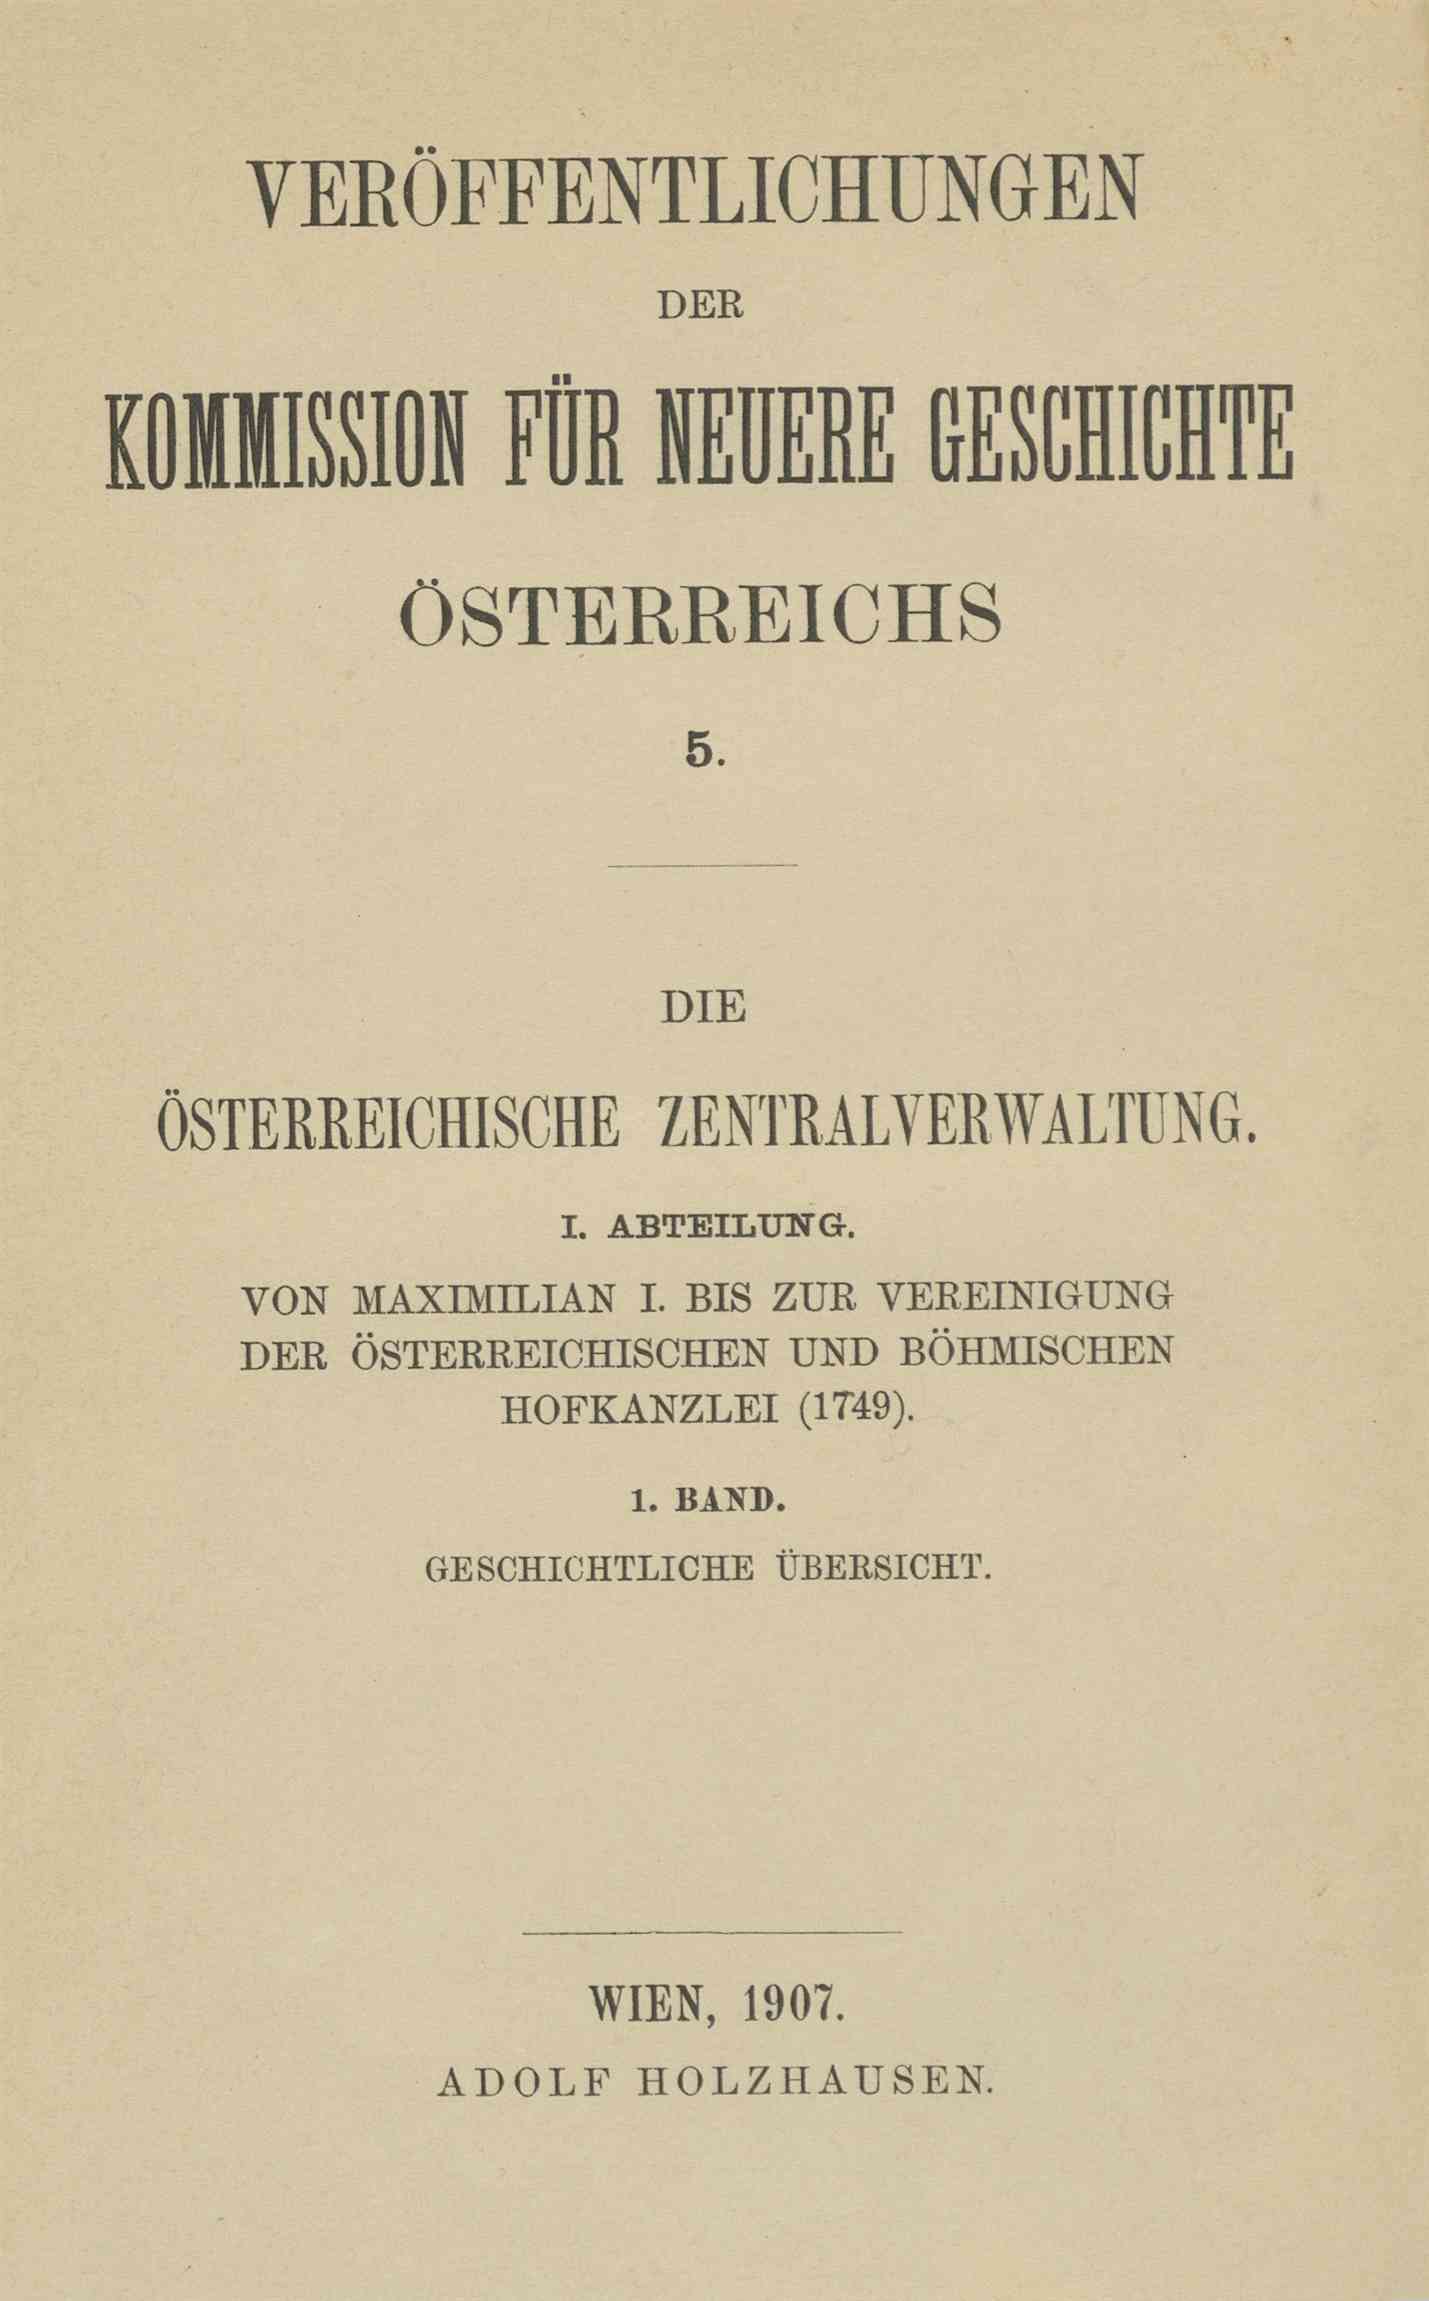 VERÖFFENTLICHUNGEN
DER
KOMMISSION FÜR NEUERE GESCHICHTE
ÖSTERREICHS
5.
DIE
ÖSTERREICHISCHE ZENTRALVERWALTUNG.
I. ABTEILUNG.
VON MAXIMILIAN I. BIS ZUR VEREINIGUNG
DER ÖSTERREICHISCHEN UND BÖHMISCHEN
HOFKANZLEI (1749).
1. BAND.
GESCHICHTLICHE ÜBERSICHT.
WIEN, 1907.
ADOLF HOLZHAUSEN.